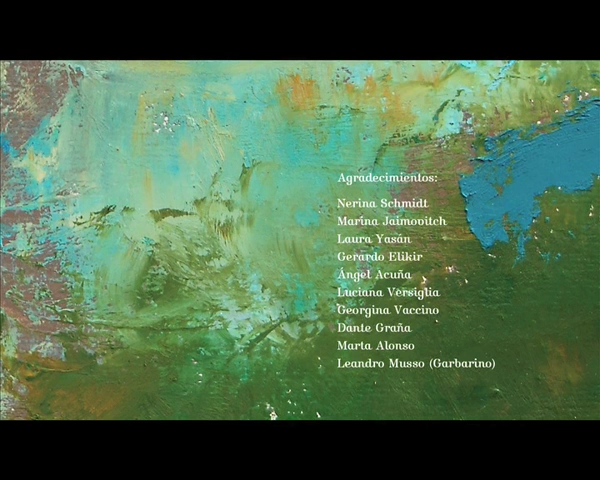 Agradecimientos:
Nerina Schmidt
Marina Jaimovitch
Laura Yasán
Gerardo Elikir
Ángel Acuña
Luciana Versiglia
Georgina Vaccino
Dante Graña
Marta Alonso
Leandro Musso (Garbarino)